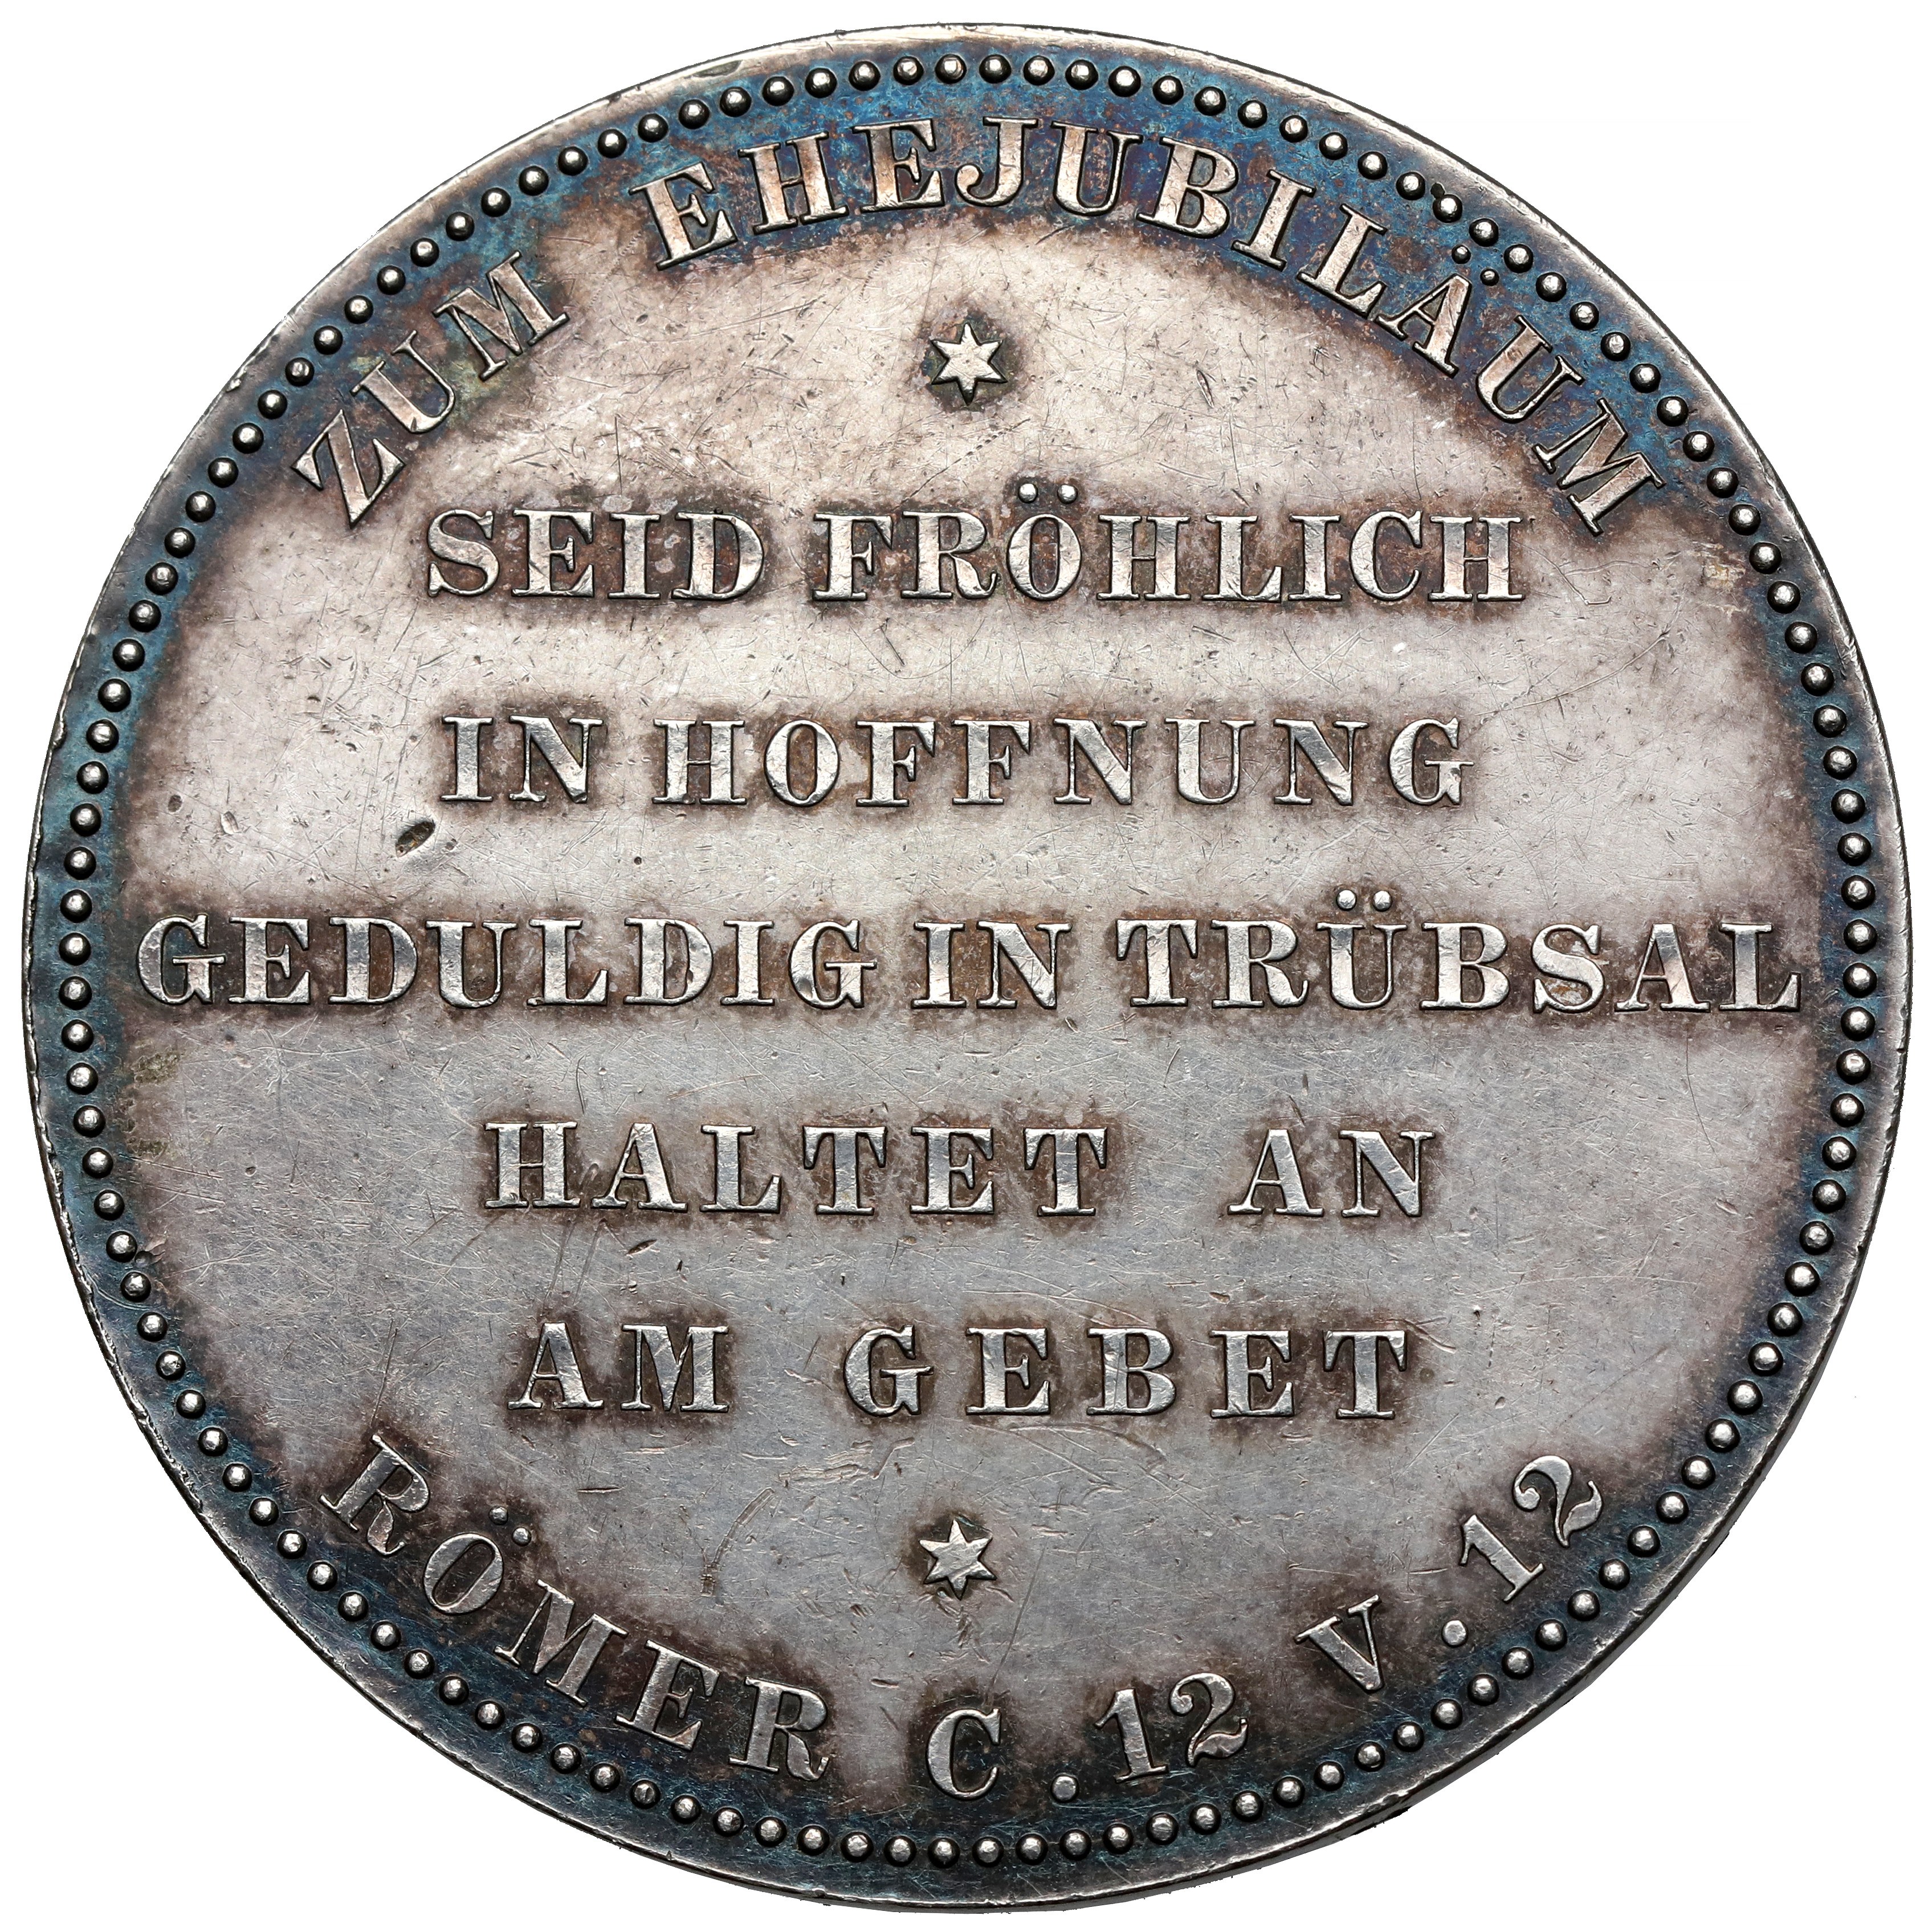 ZUM EHEJUBILÄUM
SEID FRÖHLICH
IN HOFFNUNG
GEDULDIG IN TRÜBSAL
HALTET AN
AM GEBET
RÖMER C. 12 V. 12